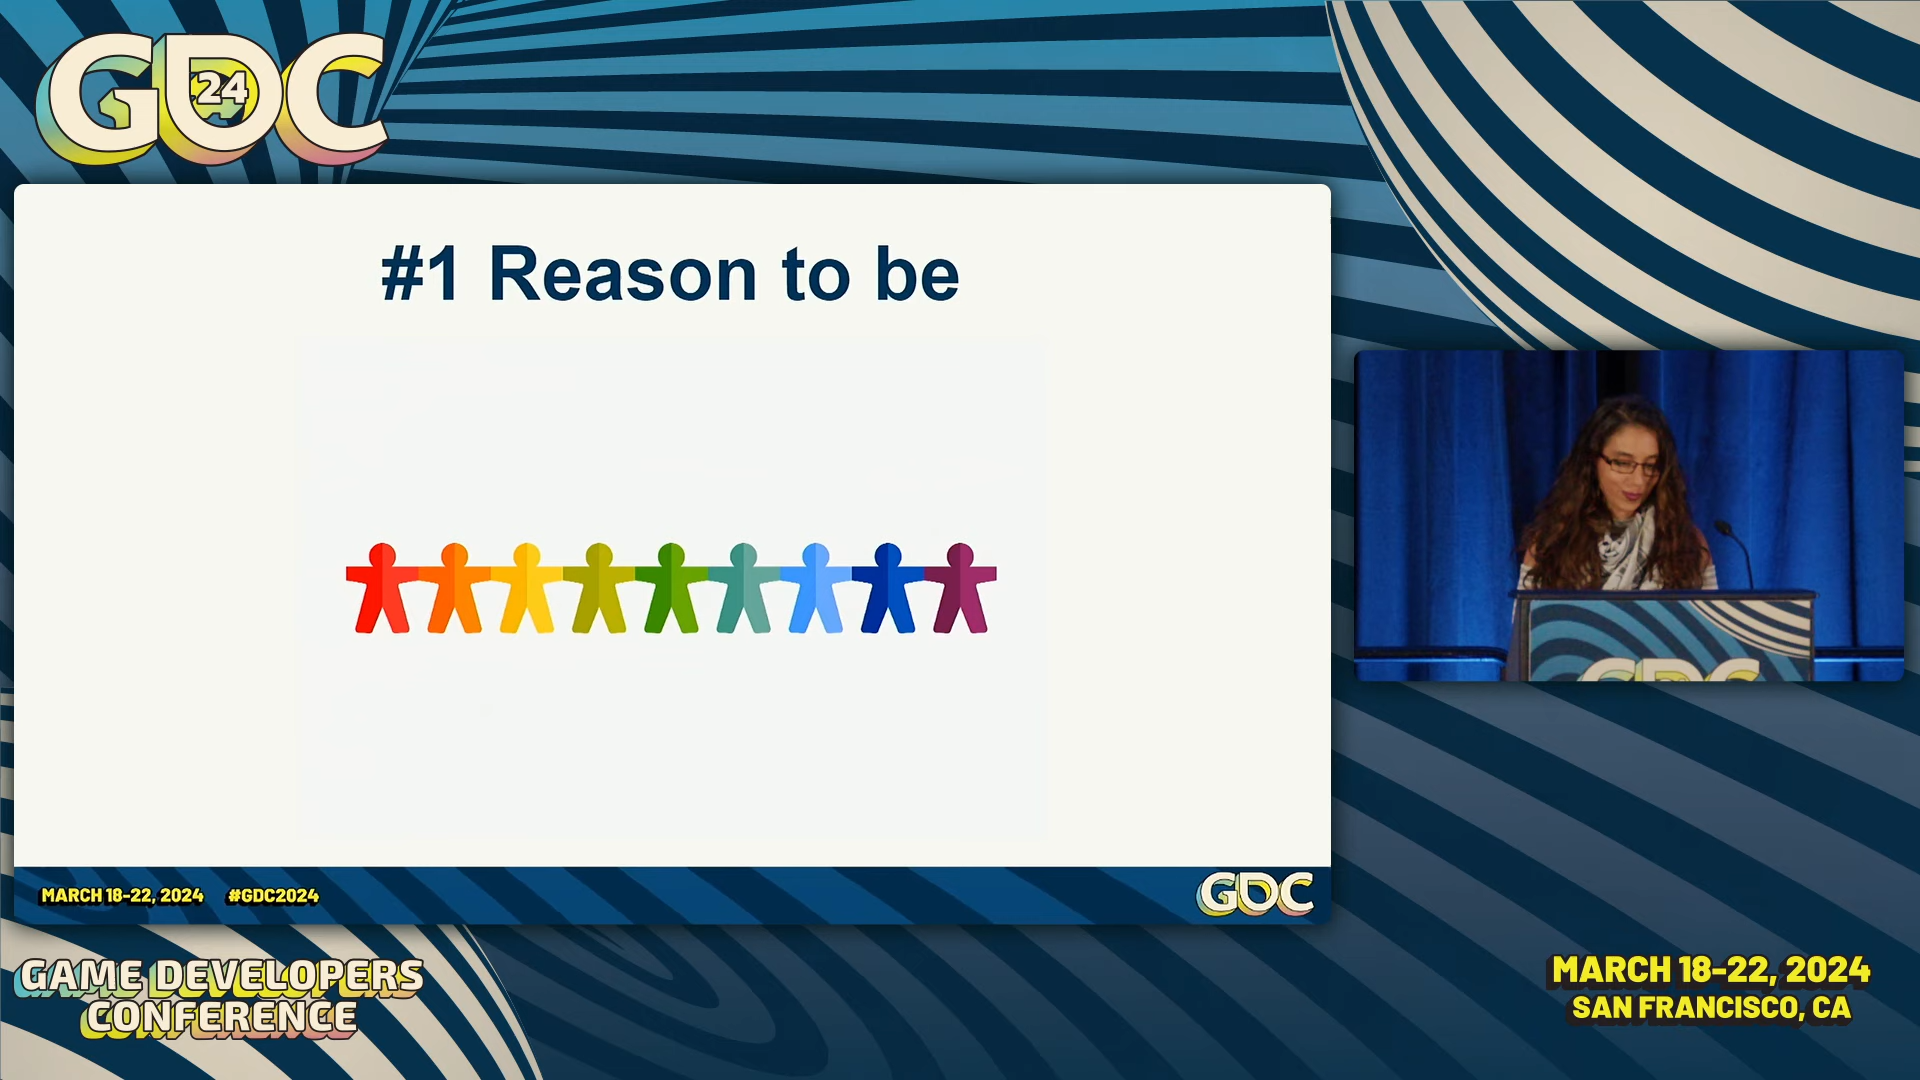 GDC
24
#1 Reason to be
MARCH 18-22, 2024 #GDC2024
GDC
GDC
GAME DEVELOPERS
CONFERENCE
MARCH 18-22, 2024
SAN FRANCISCO, CA